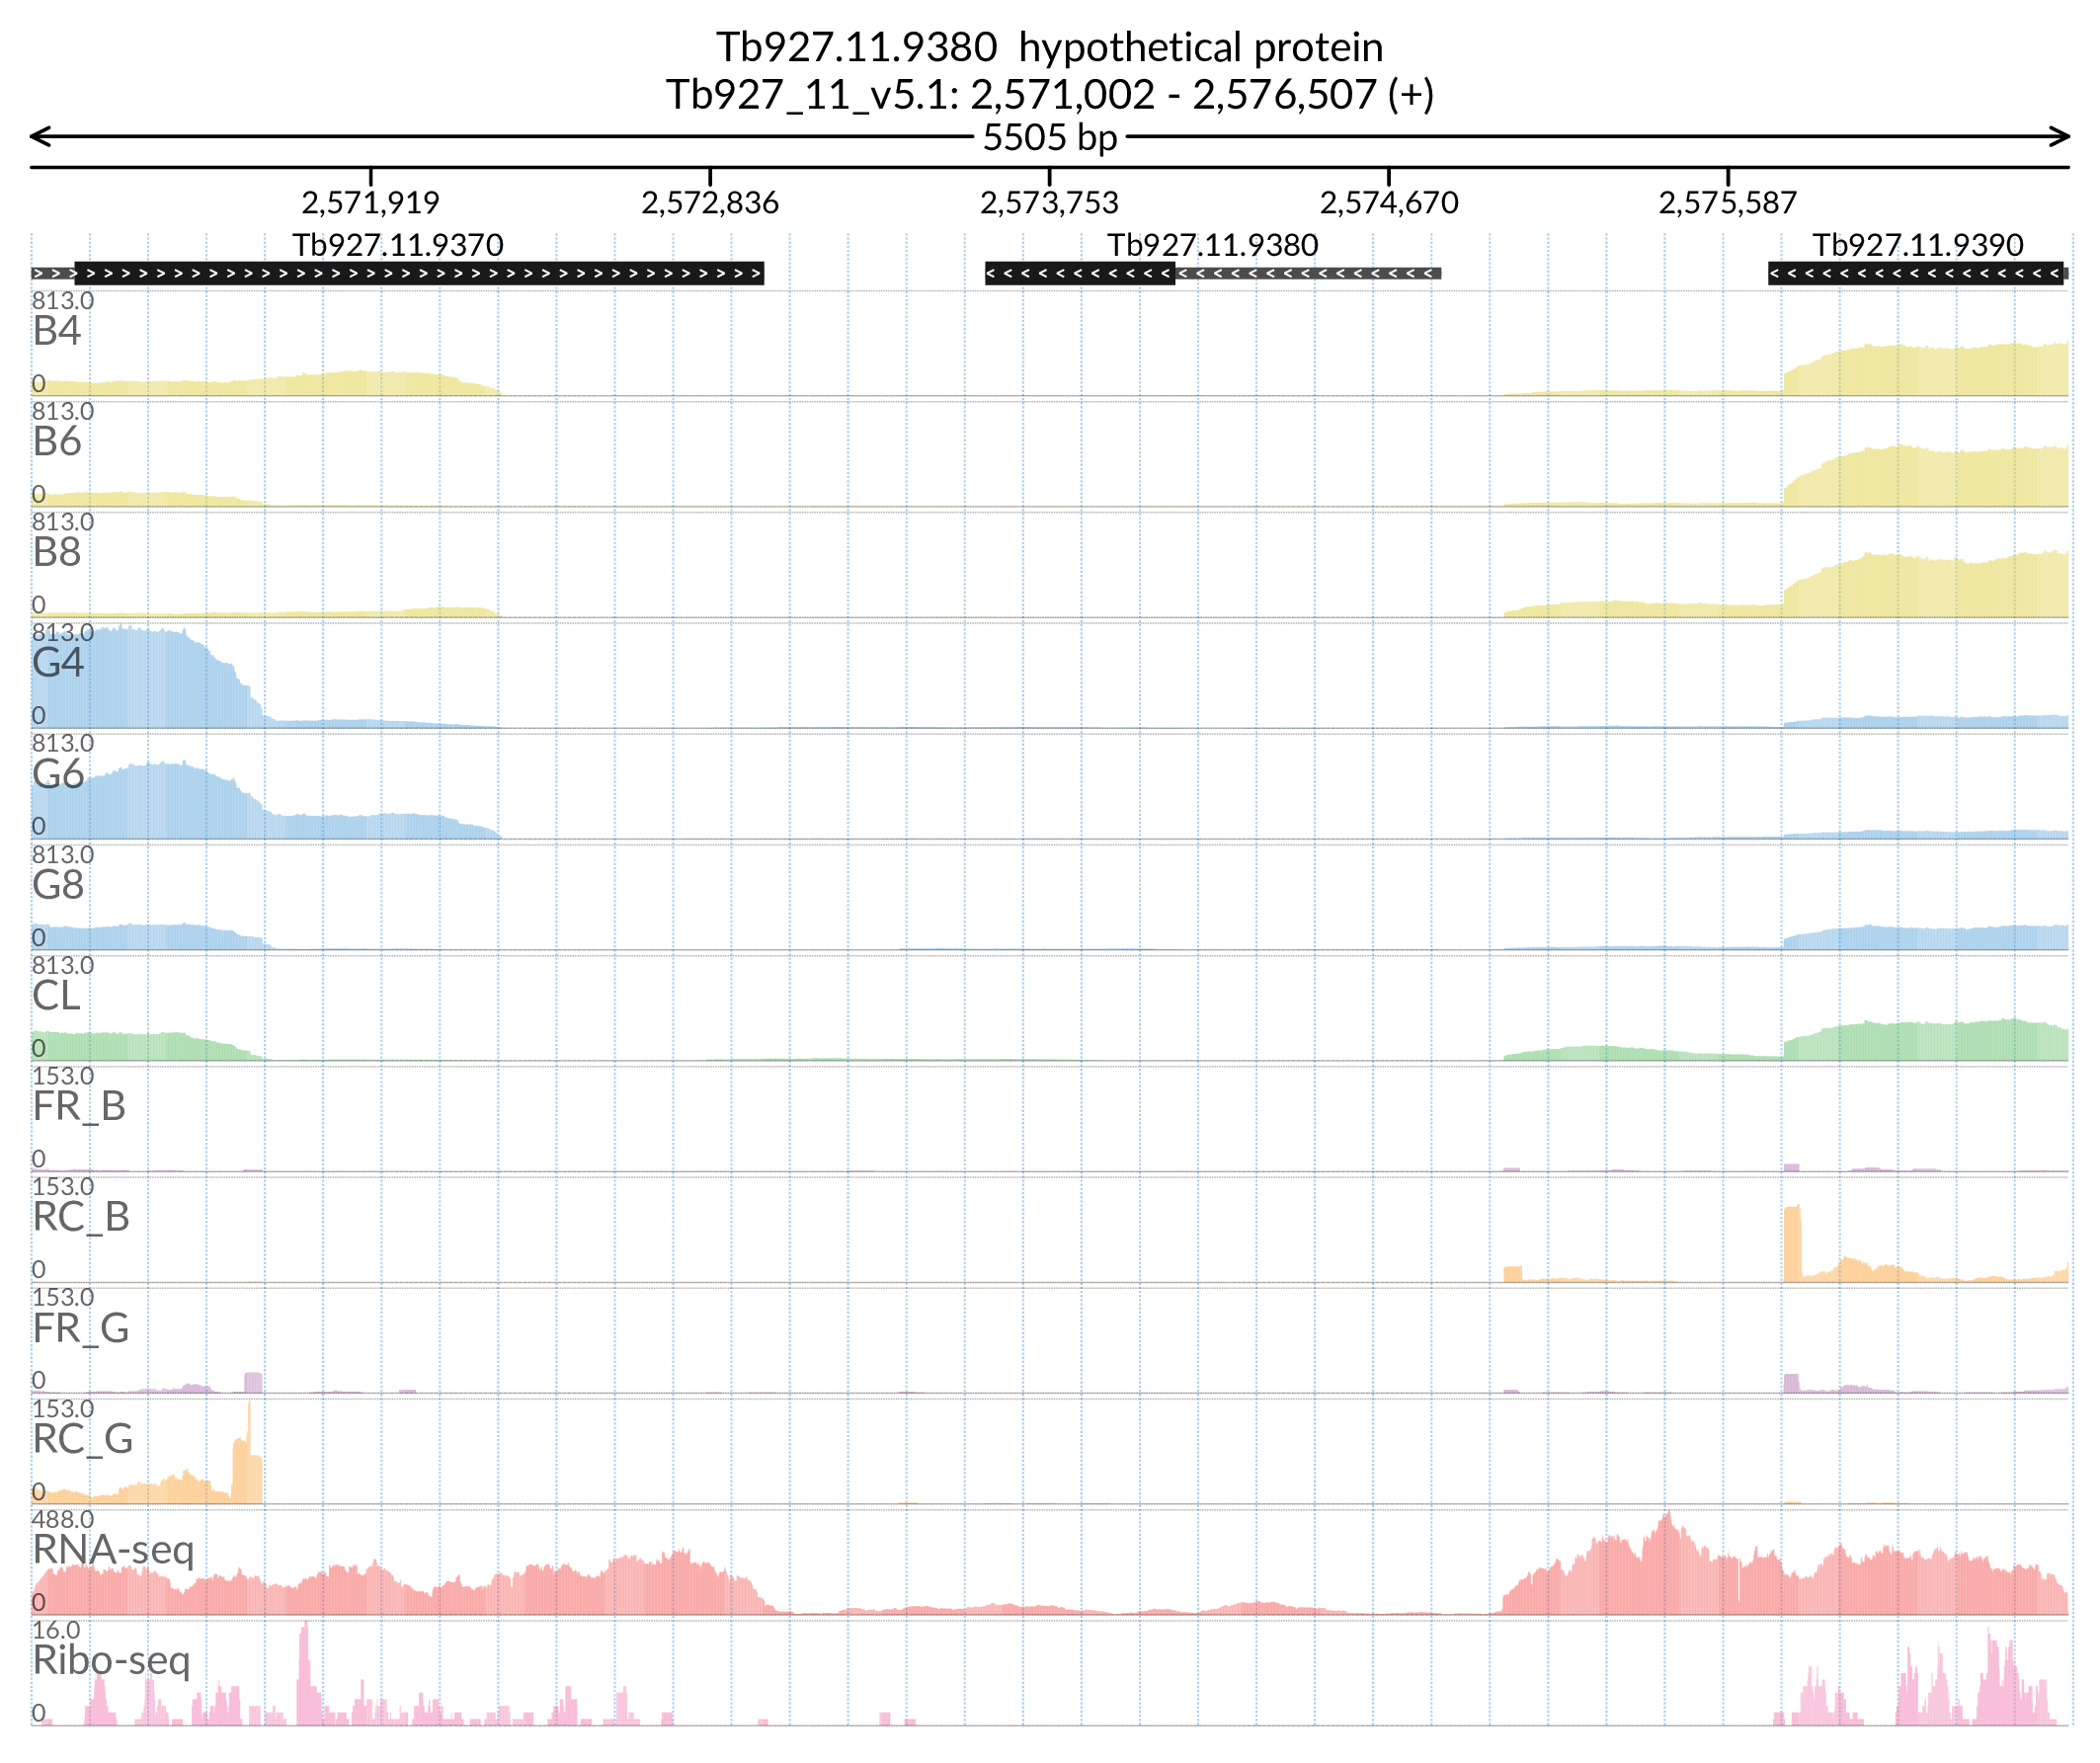 Tb927.11.9380 hypothetical protein
Tb927_11_v5.1: 2,571,002 - 2,576,507 (+)
5505 bp
2,571,919 2,572,836 2,573,753 2,574,670 2,575,587
Tb927.11.9370 Tb927.11.9380 Tb927.11.9390
813.0
B4
0
813.0
B6
0
813.0
B8
0
813.0
G4
0
813.0
G6
0
813.0
G8
0
813.0
CL
0
153.0
FR_B
0
153.0
RC_B
0
153.0
FR_G
0
153.0
RC_G
0
488.0
RNA-seq
0
16.0
Ribo-seq
0